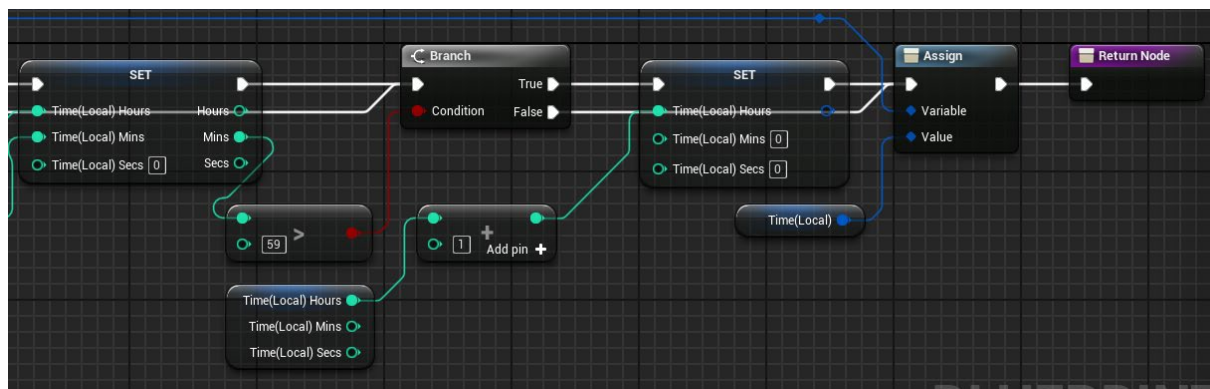 SET
Time(Local) Hours Hours
Time(Local) Mins Mins
Time(Local) Secs 0 Secs
Branch
True
Condition False
SET
Time(Local) Hours
Time(Local) Mins 0
Time(Local) Secs 0
Assign
Variable
Value
Return Node
59 >
+
1 Add pin +
Time(Local)
Time(Local) Hours
Time(Local) Mins
Time(Local) Secs